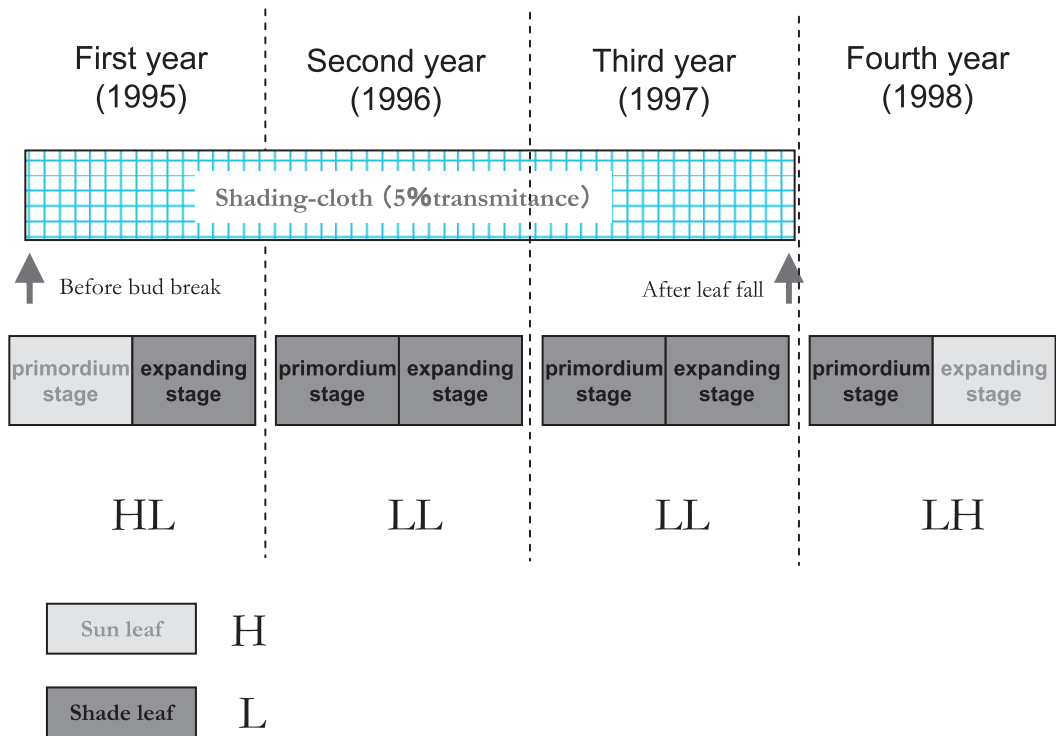 First year
(1995)
Second year
(1996)
Third year
(1997)
Fourth year
(1998)
Shading-cloth（5%transmitance）
Before bud break
After leaf fall
primordium
stage
expanding
stage
primordium
stage
expanding
stage
primordium
stage
expanding
stage
primordium
stage
expanding
stage
HL
LL
LL
LH
Sun leaf
H
Shade leaf
L